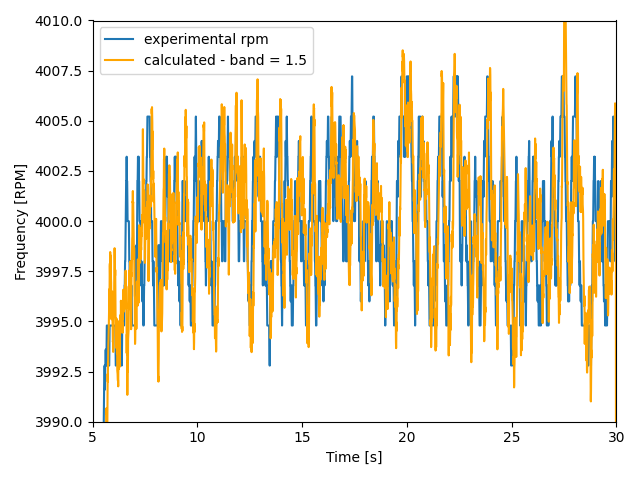 experimental rpm
calculated - band = 1.5
4010.0
4007.5
4005.0
4002.5
4000.0
3997.5
3995.0
3992.5
3990.0
Frequency [RPM]
5 10 15 20 25 30
Time [s]